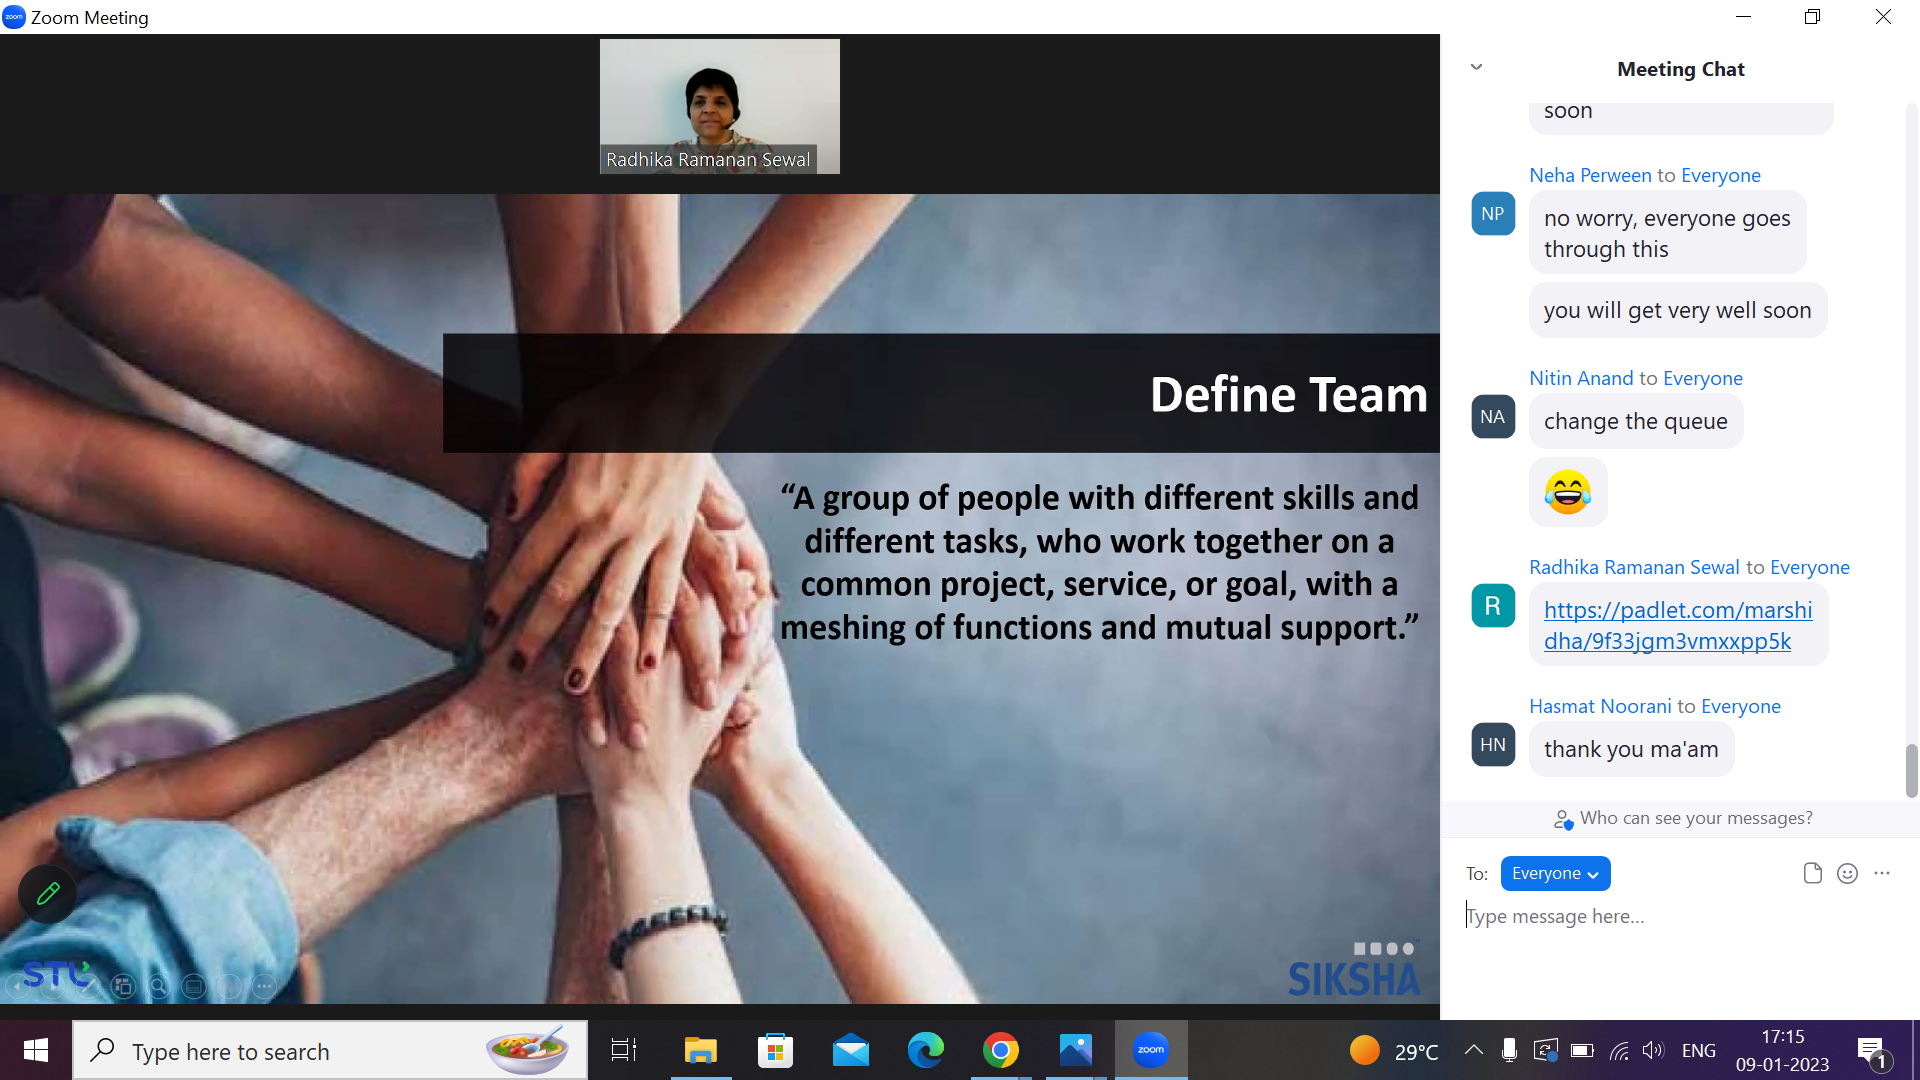 Zoom Meeting
Radhika Ramanan Sewal
Define Team
“A group of people with different skills and
different tasks, who work together on a
common project, service, or goal, with a
meshing of functions and mutual support.”
STL
SIKSHA
Meeting Chat
soon
Neha Perween to Everyone
NP
no worry, everyone goes
through this
you will get very well soon
Nitin Anand to Everyone
NA
change the queue
Radhika Ramanan Sewal to Everyone
R
https://padlet.com/marshi
dha/9f33jgm3vmxxpp5k
Hasmat Noorani to Everyone
HN
thank you ma'am
Who can see your messages?
To: Everyone
Type message here...
Type here to search
zoom
29°C
ENG
17:15
09-01-2023
1